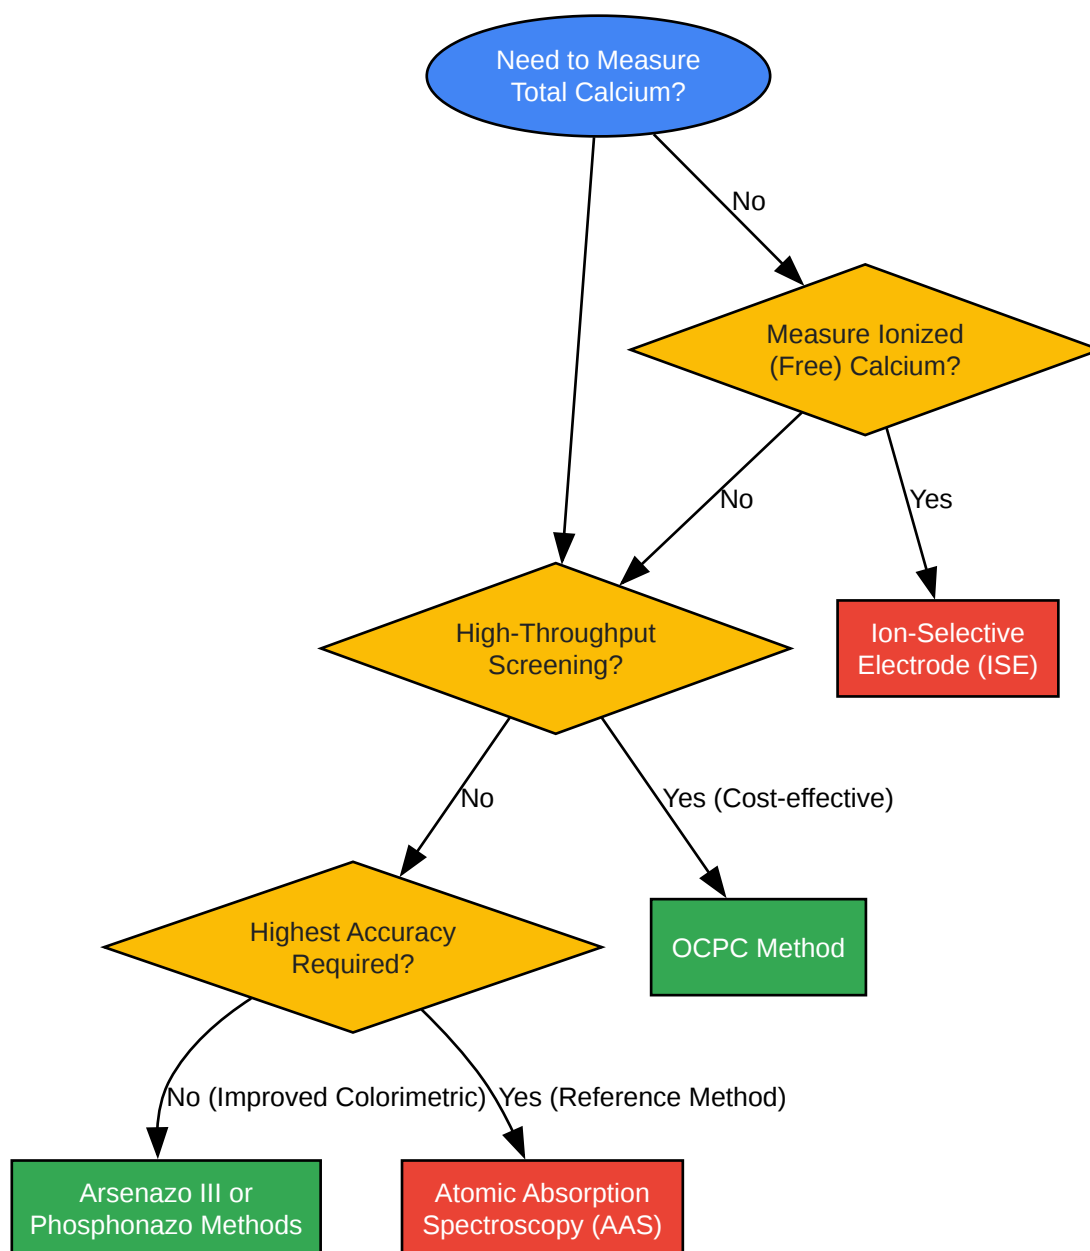 Need to Measure
Total Calcium?
No
Measure Ionized
(Free) Calcium?
No
Yes
High-Throughput
Screening?
Ion-Selective
Electrode (ISE)
No
Yes (Cost-effective)
Highest Accuracy
Required?
OCPC Method
No (Improved Colorimetric)
Yes (Reference Method)
Arsenazo III or
Phosphonazo Methods
Atomic Absorption
Spectroscopy (AAS)